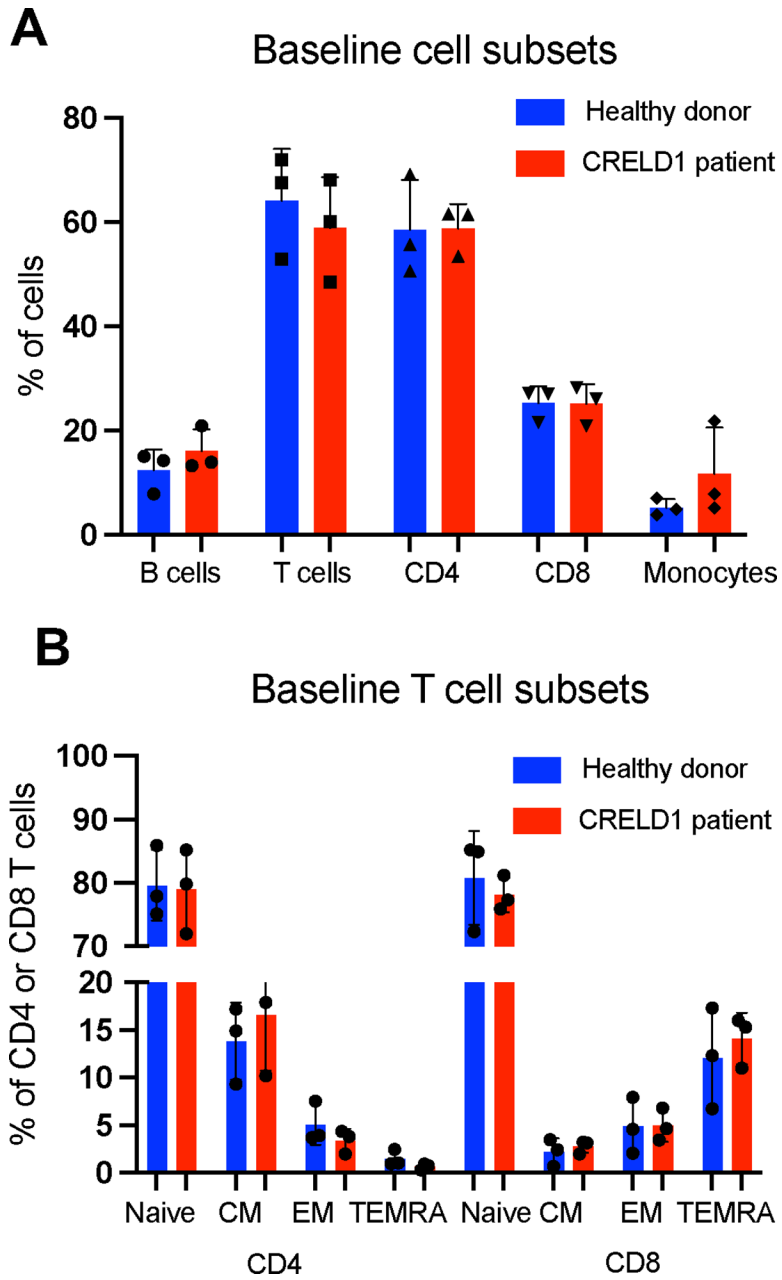 A
Baseline cell subsets
Healthy donor
CRELD1 patient
% of cells
80
60
40
20
0
B cells T cells CD4 CD8 Monocytes
B
Baseline T cell subsets
Healthy donor
CRELD1 patient
% of CD4 or CD8 T cells
100
90
80
70
20
15
10
5
0
Naive CM EM TEMRA Naive CM EM TEMRA
CD4 CD8